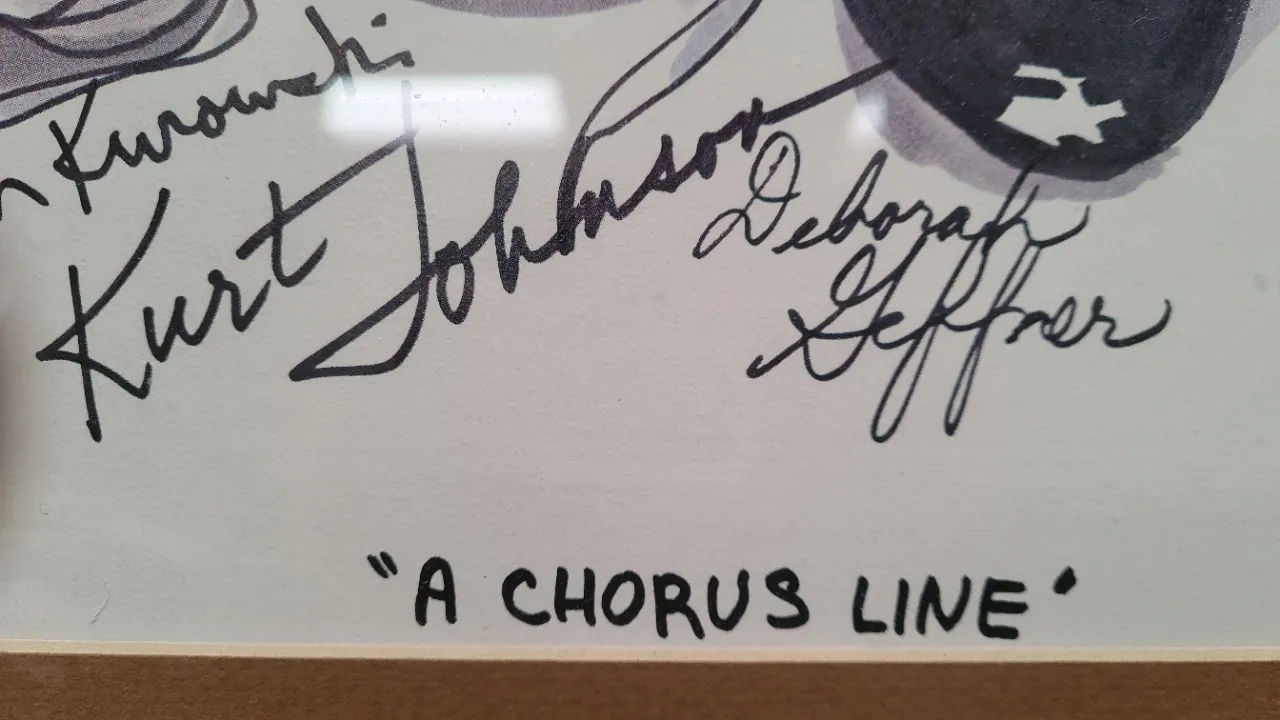 Kurowski
Kurt Johnson
Deborah
Geffner
"A CHORUS LINE"